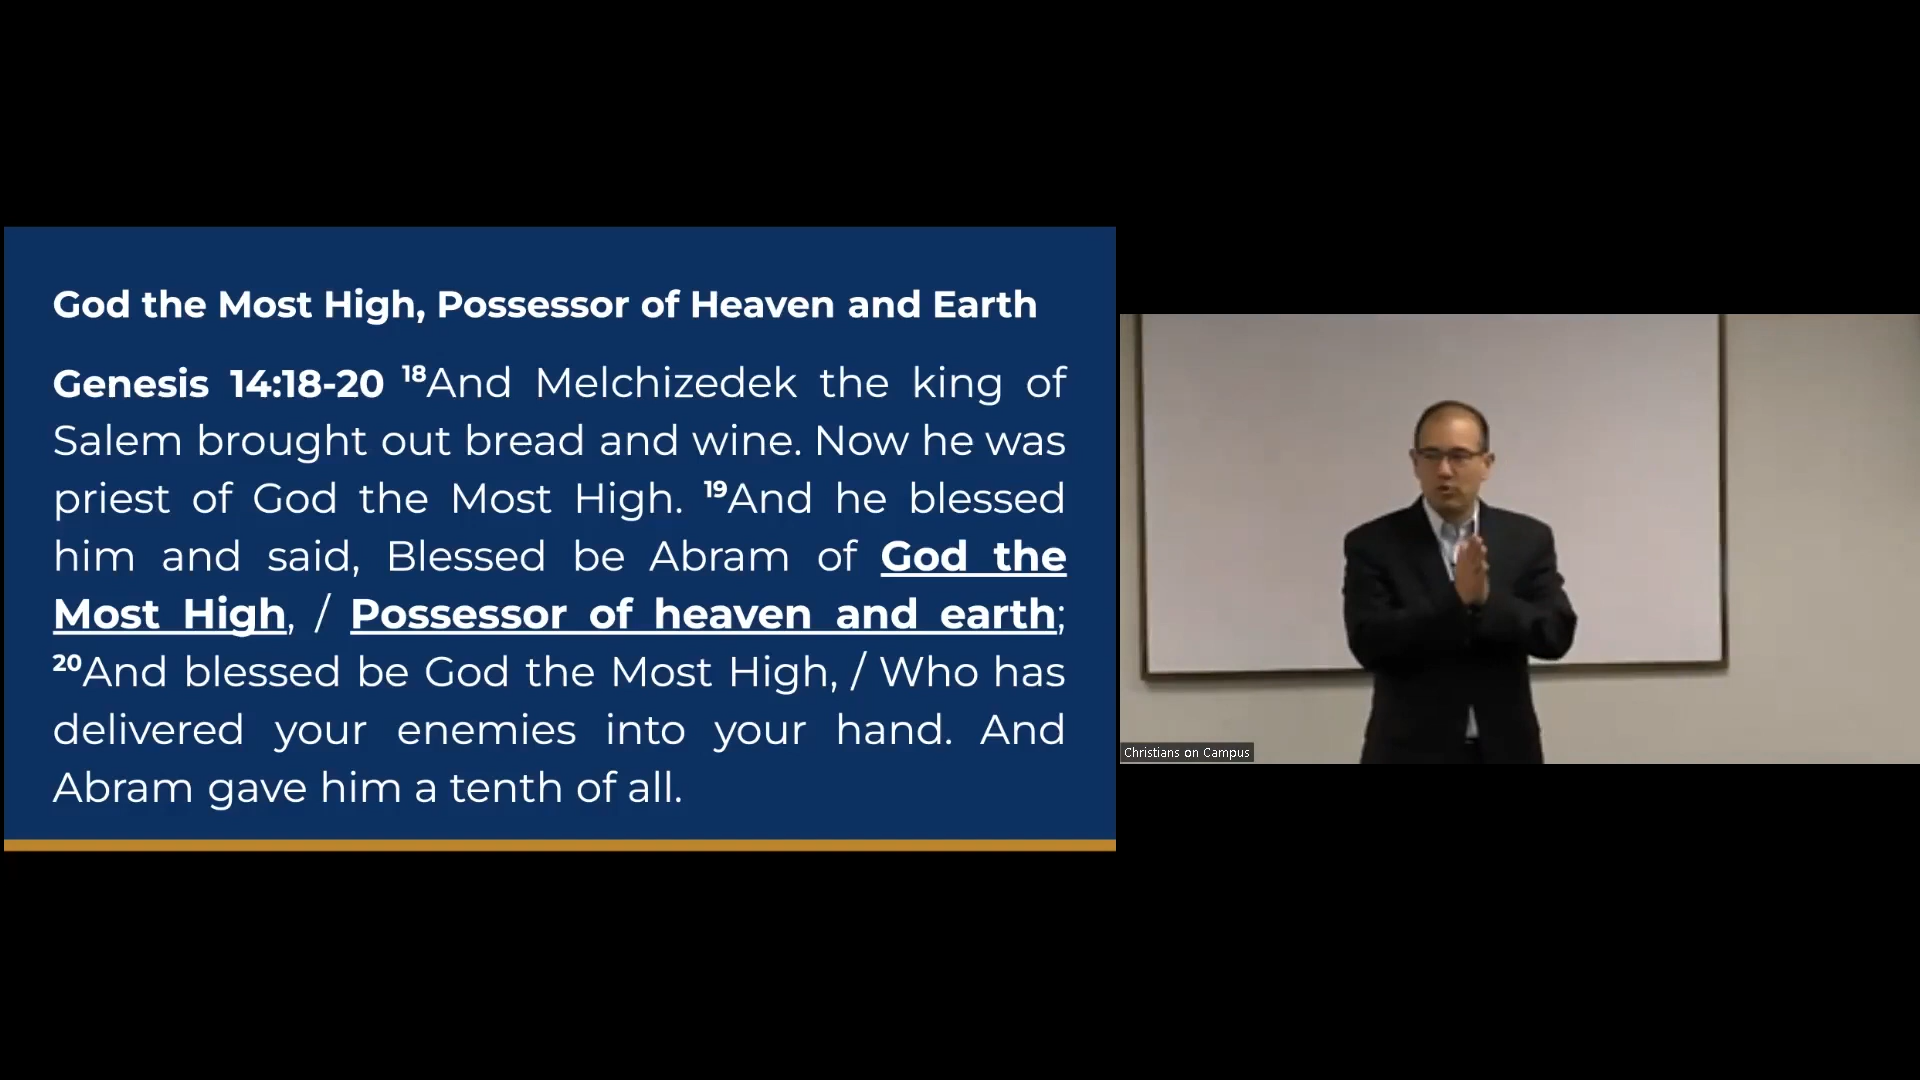 God the Most High, Possessor of Heaven and Earth
Genesis 14:18-20 18And Melchizedek the king of
Salem brought out bread and wine. Now he was
priest of God the Most High. 19And he blessed
him and said, Blessed be Abram of God the
Most High, / Possessor of heaven and earth;
20And blessed be God the Most High, / Who has
delivered your enemies into your hand. And
Abram gave him a tenth of all.
Christians on Campus